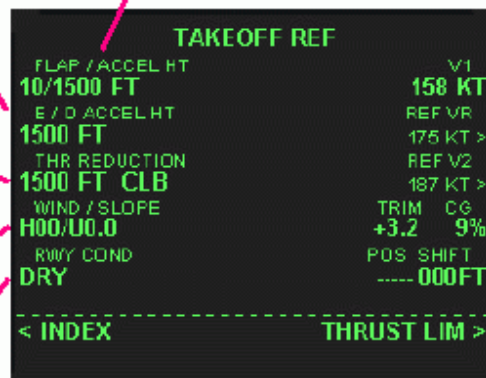 TAKEOFF REF
FLAP / ACCEL HT V1
10/1500 FT 158 KT
E / O ACCEL HT REF VR
1500 FT 175 KT >
THR REDUCTION REF V2
1500 FT CLB 187 KT >
WIND / SLOPE TRIM CG
H00/U0.0 +3.2 9%
RWY COND POS SHIFT
DRY -----000FT
< INDEX THRUST LIM >